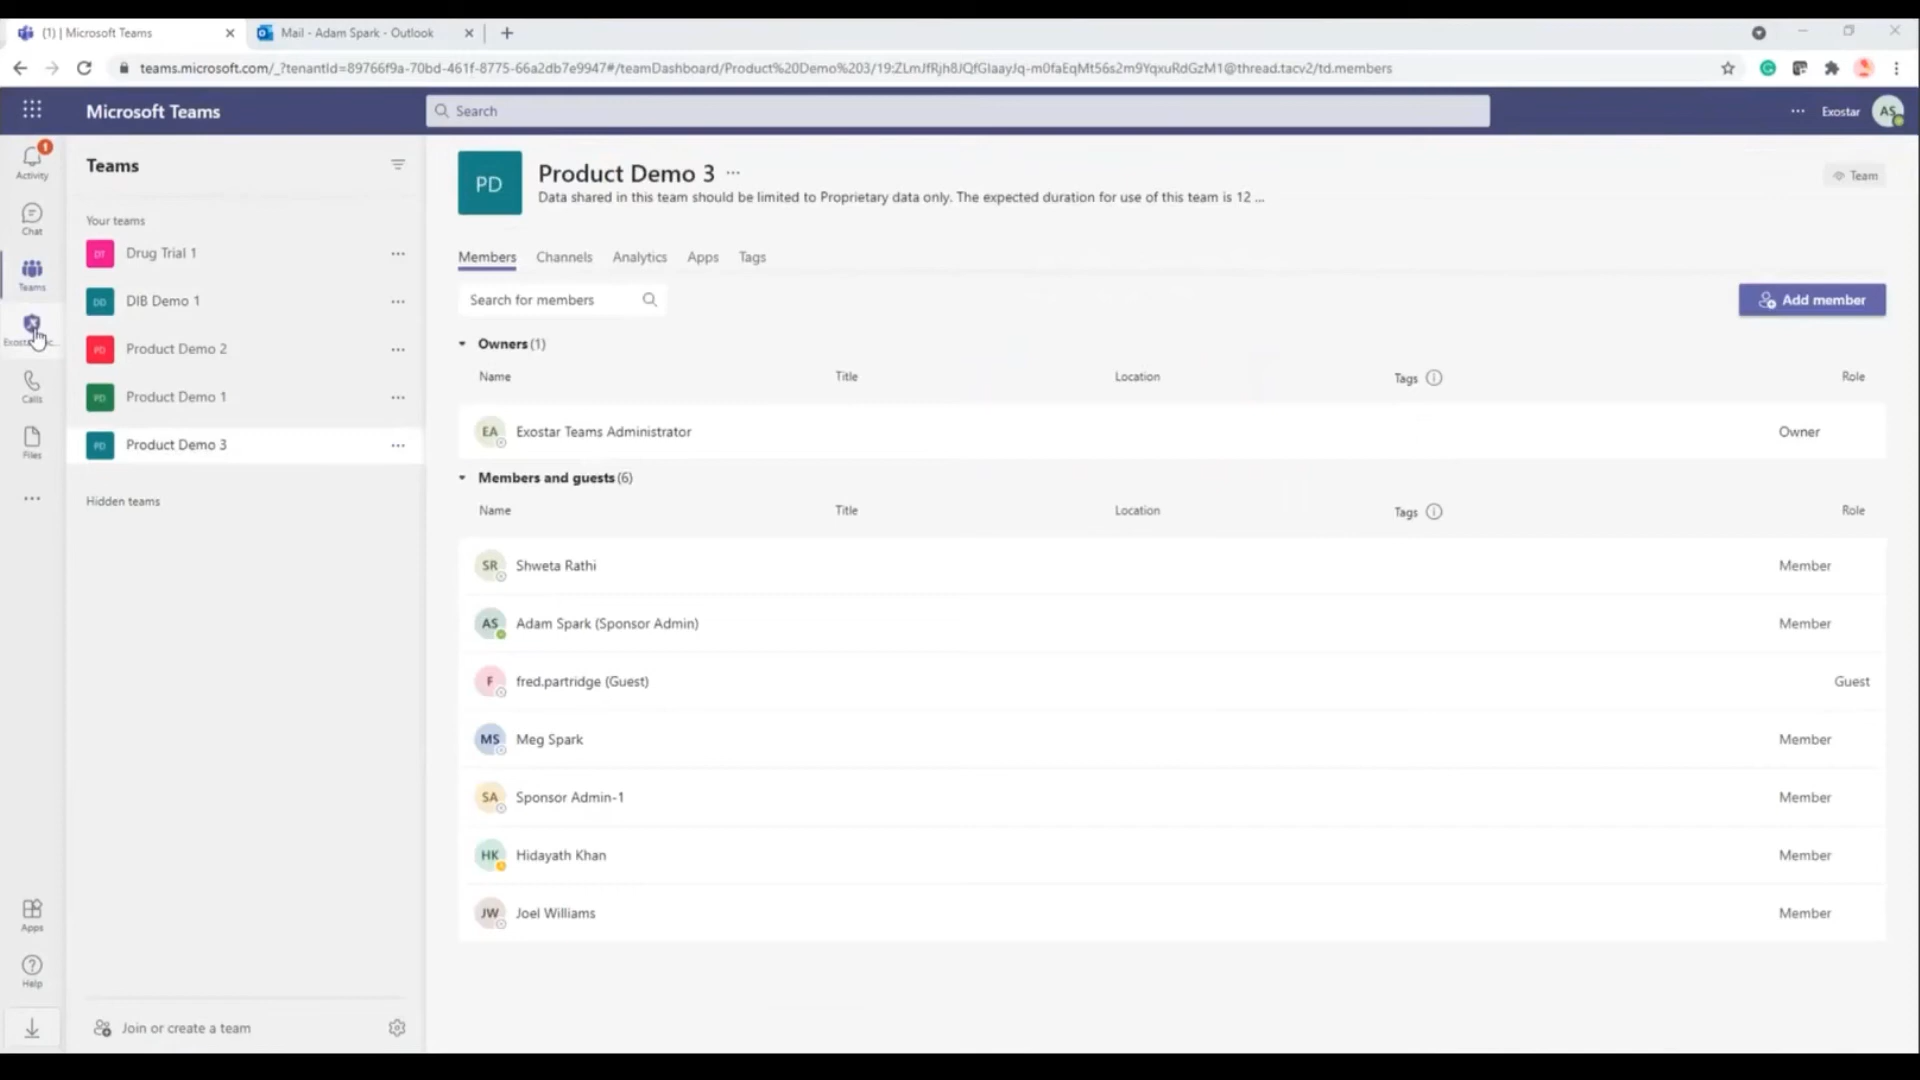 (1) | Microsoft Teams
Mail - Adam Spark - Outlook
teams.microsoft.com/_?tenantId=89766f9a-70bd-461f-8775-66a2db7e9947#/teamDashboard/Product%20Demo%203/19:ZLmJfRjh8JQfGIaayJq-m0faEqMt56s2m9YqxuRdGzM1@thread.tacv2/td.members
Microsoft Teams
Search
Exostar
AS
1
Activity
Chat
Teams
Calls
Files
Apps
Help
Teams
Your teams
DT Drug Trial 1
DD DIB Demo 1
PD Product Demo 2
PD Product Demo 1
PD Product Demo 3
Hidden teams
Join or create a team
PD
Product Demo 3
Data shared in this team should be limited to Proprietary data only. The expected duration for use of this team is 12 ...
Team
Members Channels Analytics Apps Tags
Search for members
Add member
Owners (1)
Name Title Location Tags Role
EA Exostar Teams Administrator Owner
Members and guests (6)
Name Title Location Tags Role
SR Shweta Rathi Member
AS Adam Spark (Sponsor Admin) Member
F fred.partridge (Guest) Guest
MS Meg Spark Member
SA Sponsor Admin-1 Member
HK Hidayath Khan Member
JW Joel Williams Member